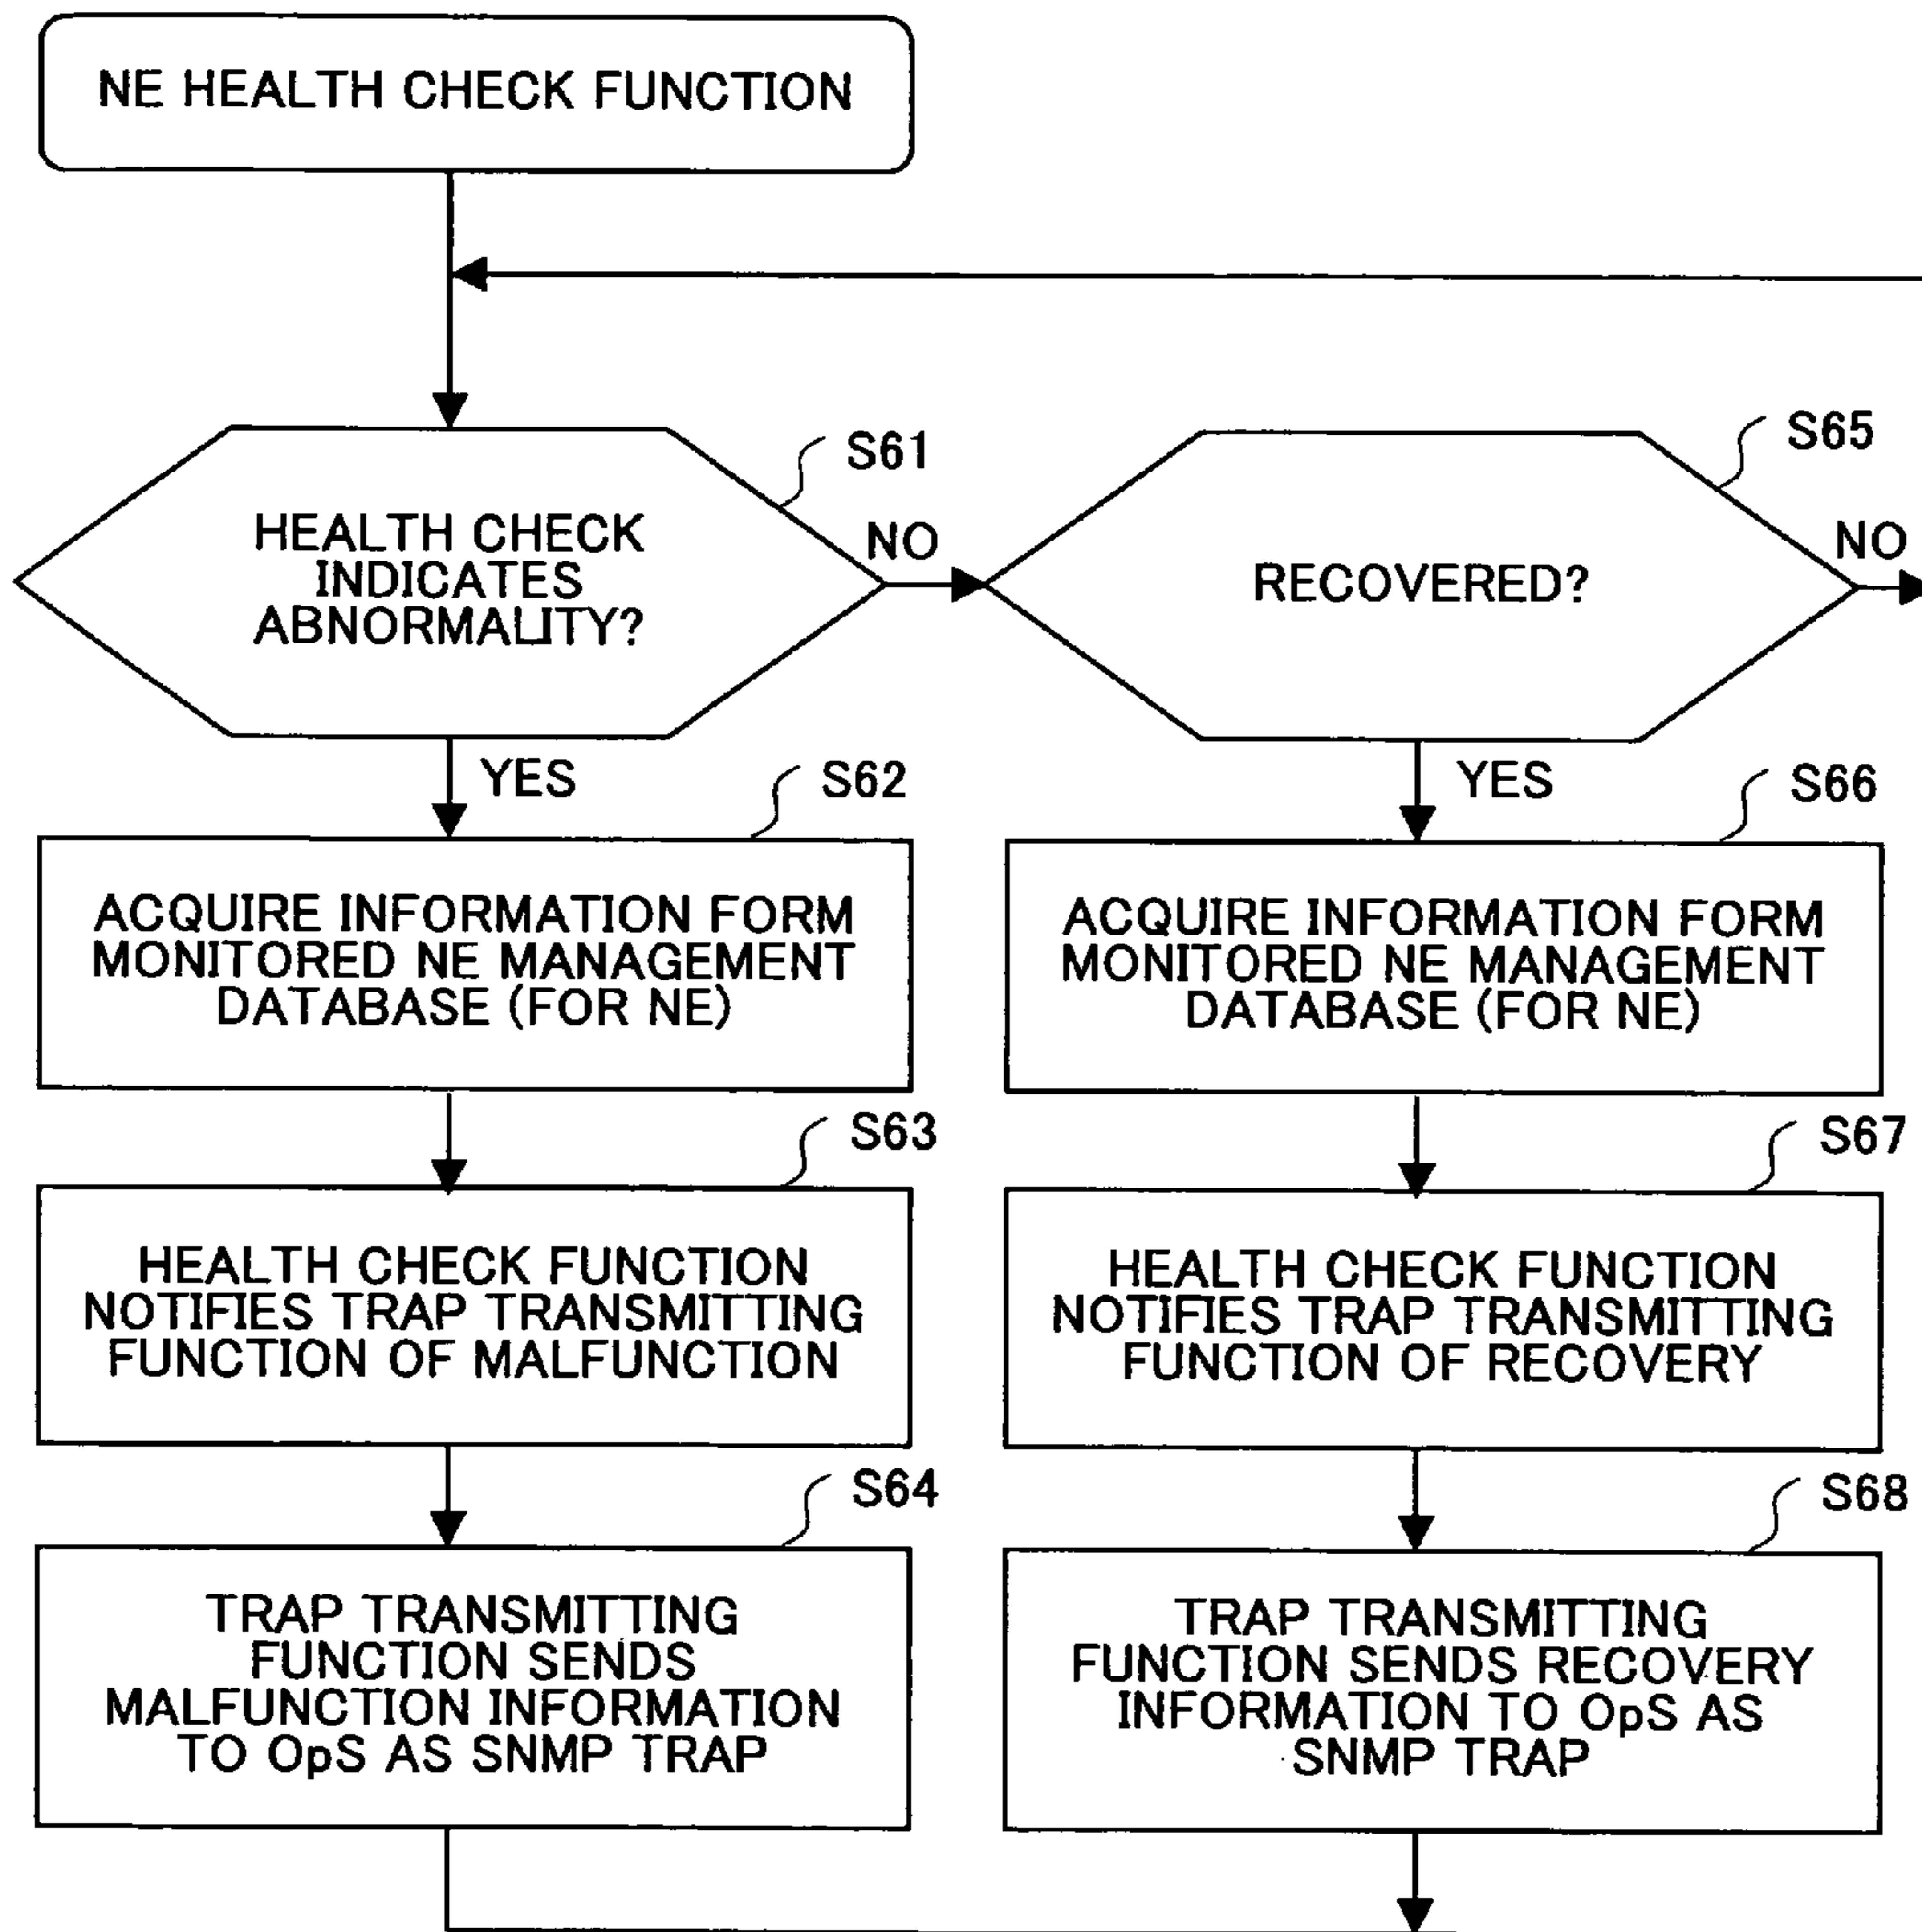 NE HEALTH CHECK FUNCTION
S61
HEALTH CHECK
INDICATES
ABNORMALITY?
NO
S65
RECOVERED?
NO
YES
S62
ACQUIRE INFORMATION FORM
MONITORED NE MANAGEMENT
DATABASE (FOR NE)
YES
S66
ACQUIRE INFORMATION FORM
MONITORED NE MANAGEMENT
DATABASE (FOR NE)
S63
HEALTH CHECK FUNCTION
NOTIFIES TRAP TRANSMITTING
FUNCTION OF MALFUNCTION
S67
HEALTH CHECK FUNCTION
NOTIFIES TRAP TRANSMITTING
FUNCTION OF RECOVERY
S64
TRAP TRANSMITTING
FUNCTION SENDS
MALFUNCTION INFORMATION
TO OpS AS SNMP TRAP
S68
TRAP TRANSMITTING
FUNCTION SENDS RECOVERY
INFORMATION TO OpS AS
SNMP TRAP